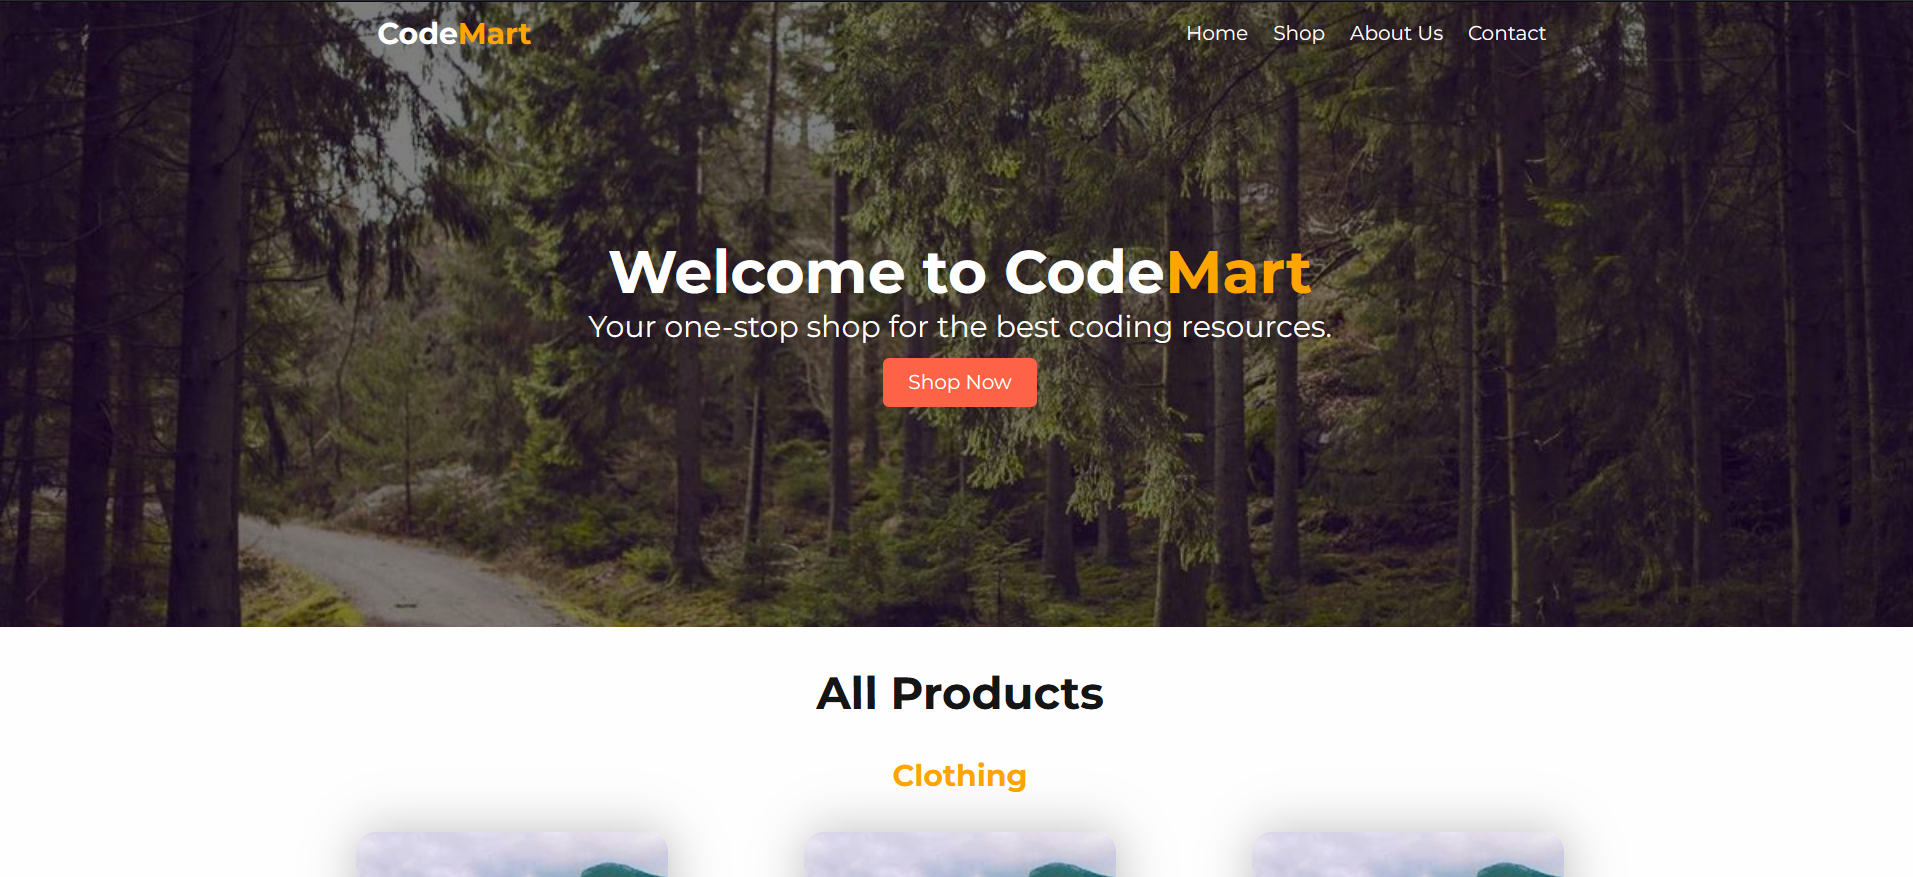 CodeMart
Home Shop About Us Contact
Welcome to CodeMart
Your one-stop shop for the best coding resources.
Shop Now
All Products
Clothing